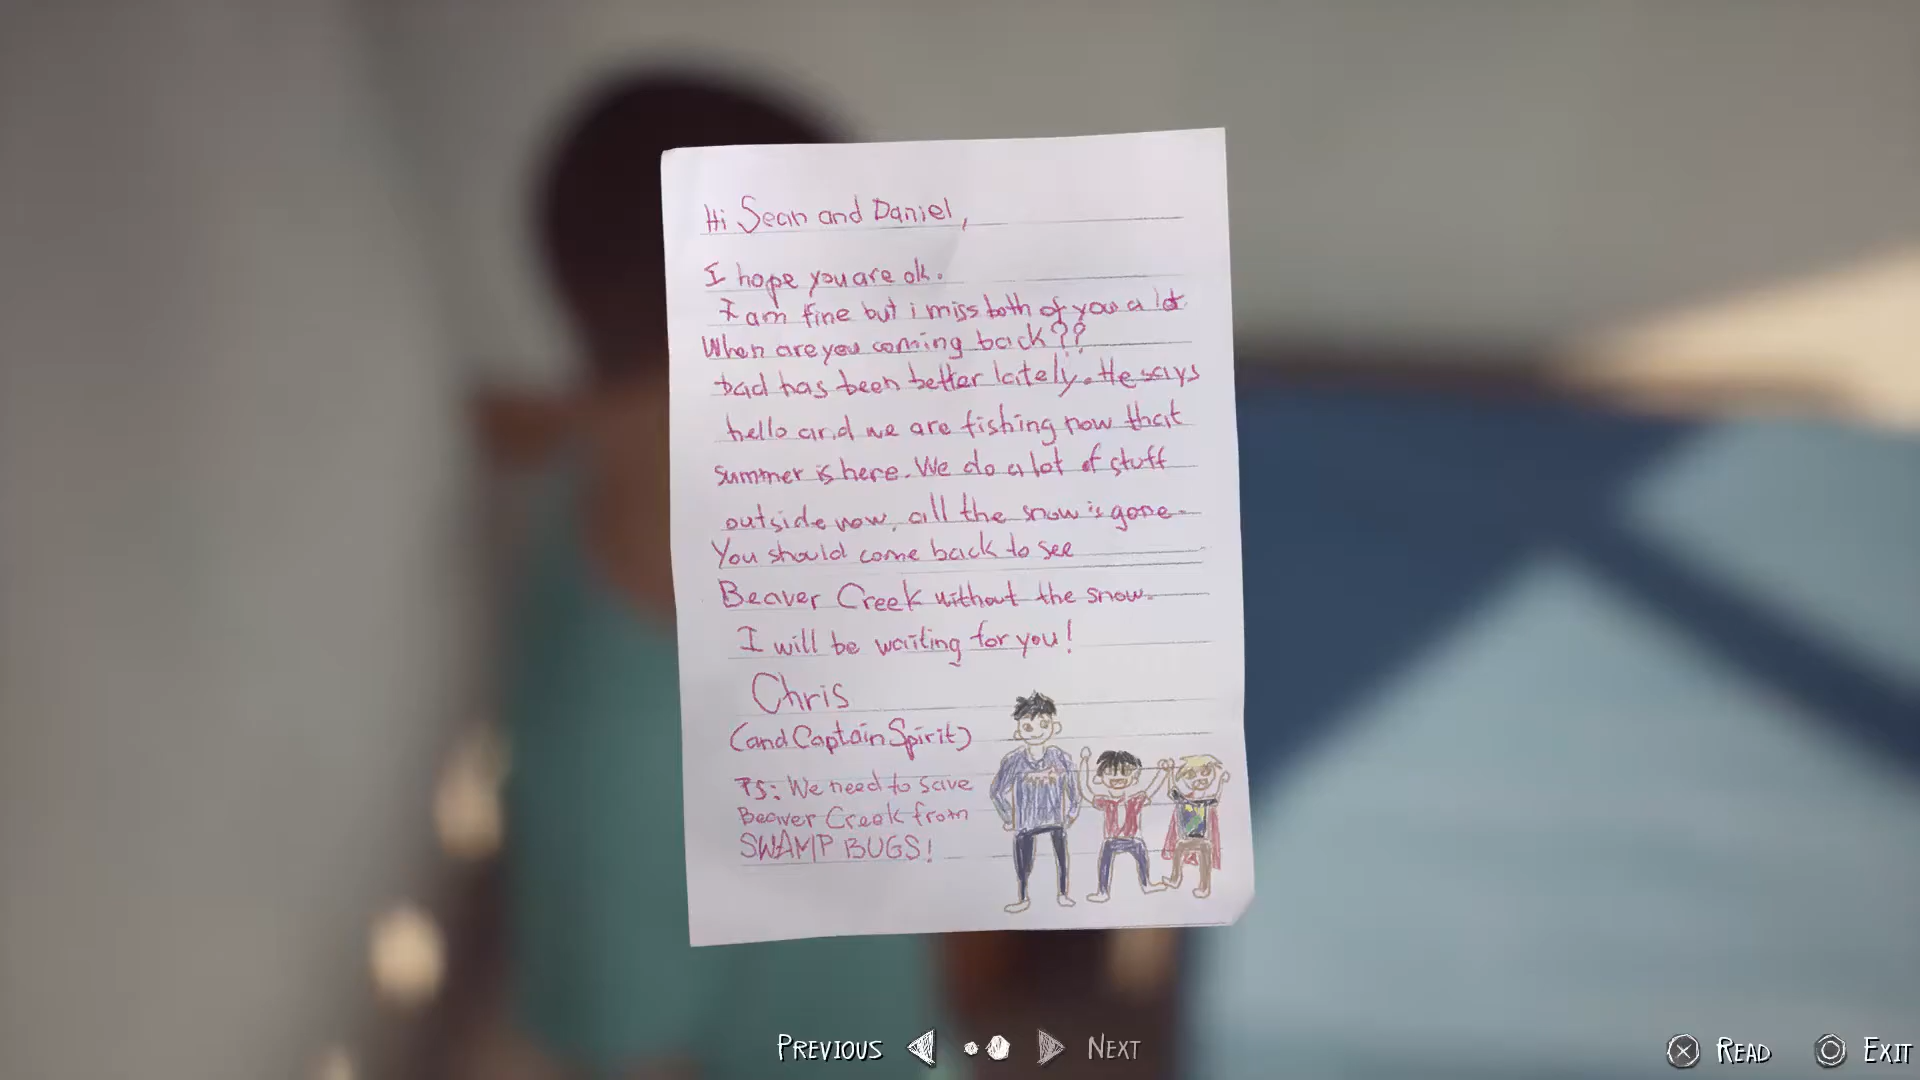 Hi Sean and Daniel,
I hope you are ok.
I am fine but i miss both of you a lot
When are you coming back??
Dad has been better lately. He says
hello and we are fishing now that
summer is here. We do a lot of stuff
outside now, all the snow is gone.
You should come back to see
Beaver Creek without the snow.
I will be waiting for you!
Chris
(and Captain Spirit)
PS: We need to save
Beaver Creek from
SWAMP BUGS!
PREVIOUS NEXT
READ EXIT